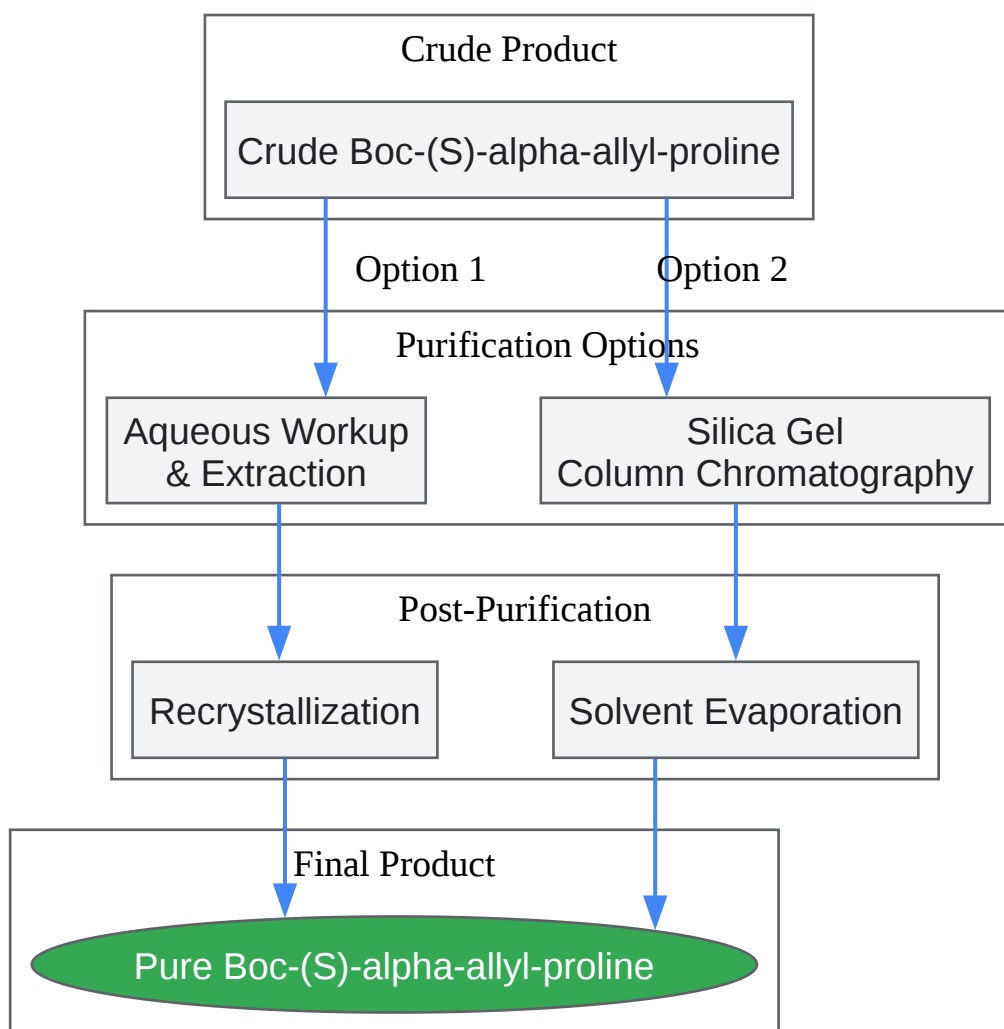 Crude Product
Crude Boc-(S)-alpha-allyl-proline
Option 1
Option 2
Purification Options
Aqueous Workup
& Extraction
Silica Gel
Column Chromatography
Post-Purification
Recrystallization
Solvent Evaporation
Final Product
Pure Boc-(S)-alpha-allyl-proline